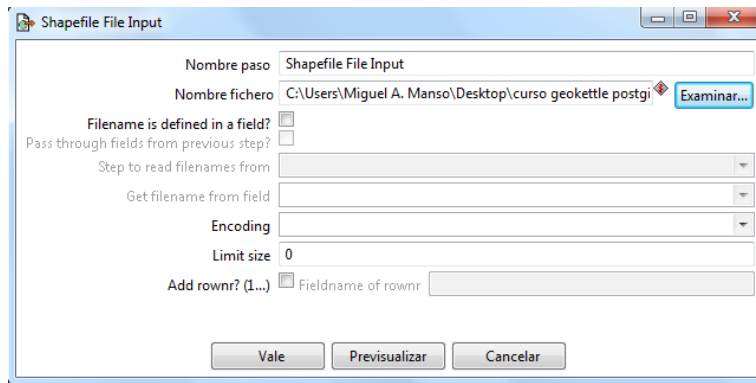 Shapefile File Input
Nombre paso Shapefile File Input
Nombre fichero C:\Users\Miguel A. Manso\Desktop\curso geokettle postgi Examinar...
Filename is defined in a field?
Pass through fields from previous step?
Step to read filenames from
Get filename from field
Encoding
Limit size 0
Add rownr? (1...) Fieldname of rownr
Vale Previsualizar Cancelar